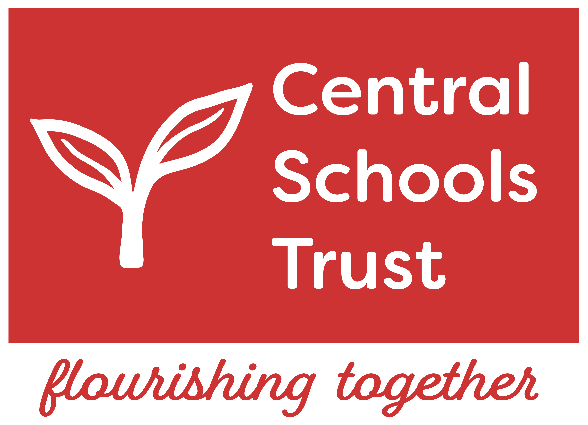 Central
Schools
Trust
flourishing together